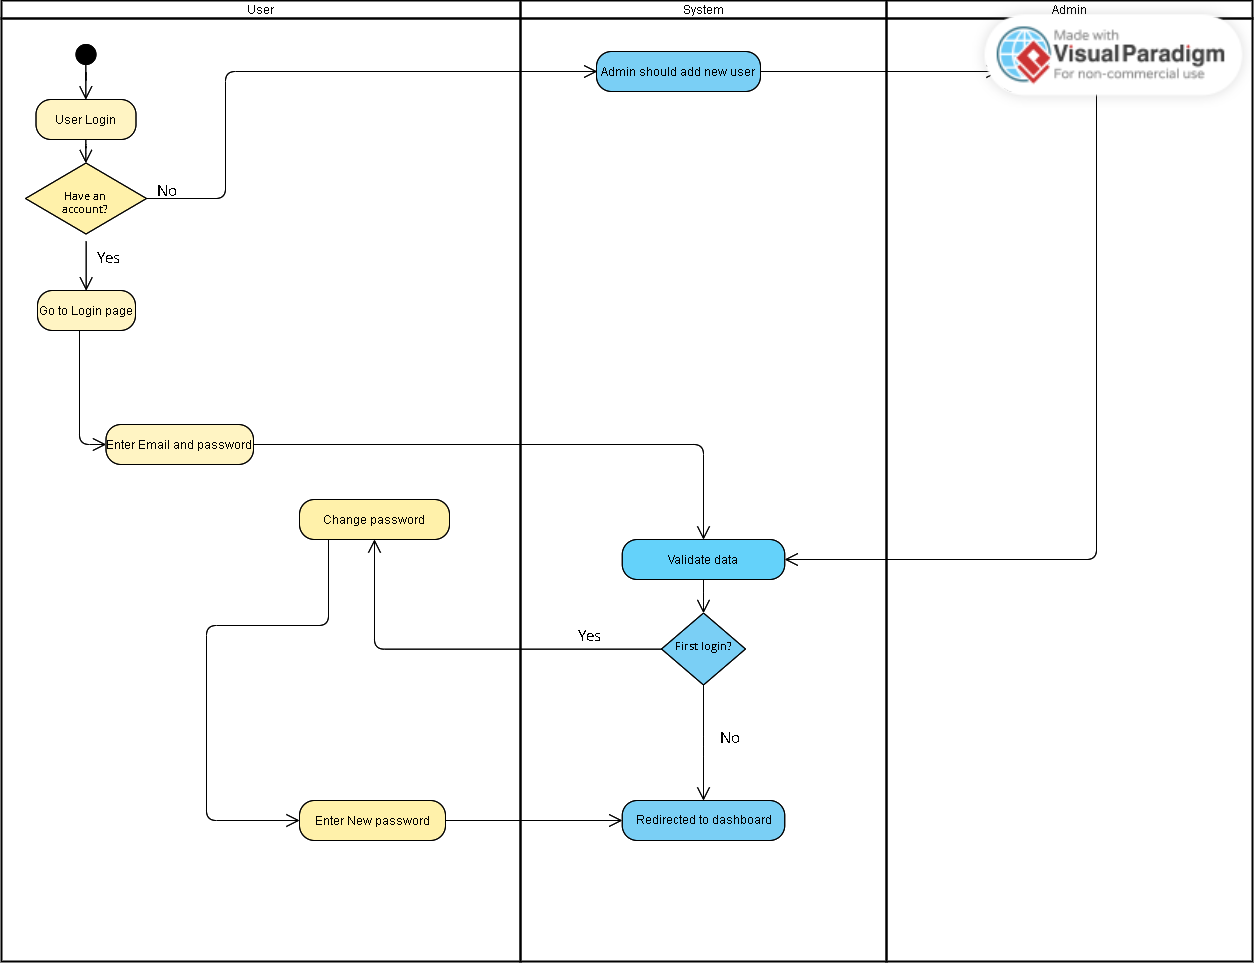 User
System
Admin
Made with
Visual Paradigm
For non-commercial use
Admin should add new user
User Login
Have an
account?
No
Yes
Go to Login page
Enter Email and password
Change password
Validate data
First login?
Yes
No
Enter New password
Redirected to dashboard